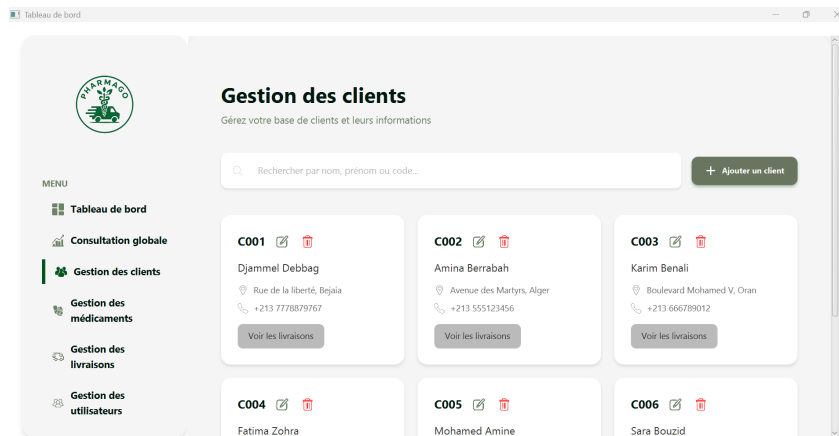 Tableau de bord
PHARMAGO
Gestion des clients
Gérez votre base de clients et leurs informations
Rechercher par nom, prénom ou code...
+ Ajouter un client
MENU
Tableau de bord
Consultation globale
Gestion des clients
Gestion des
médicaments
Gestion des
livraisons
Gestion des
utilisateurs
C001
Djammel Debbag
Rue de la liberté, Bejaia
+213 7778879767
Voir les livraisons
C002
Amina Berrabah
Avenue des Martyrs, Alger
+213 555123456
Voir les livraisons
C003
Karim Benali
Boulevard Mohamed V, Oran
+213 666789012
Voir les livraisons
C004
Fatima Zohra
C005
Mohamed Amine
C006
Sara Bouzid